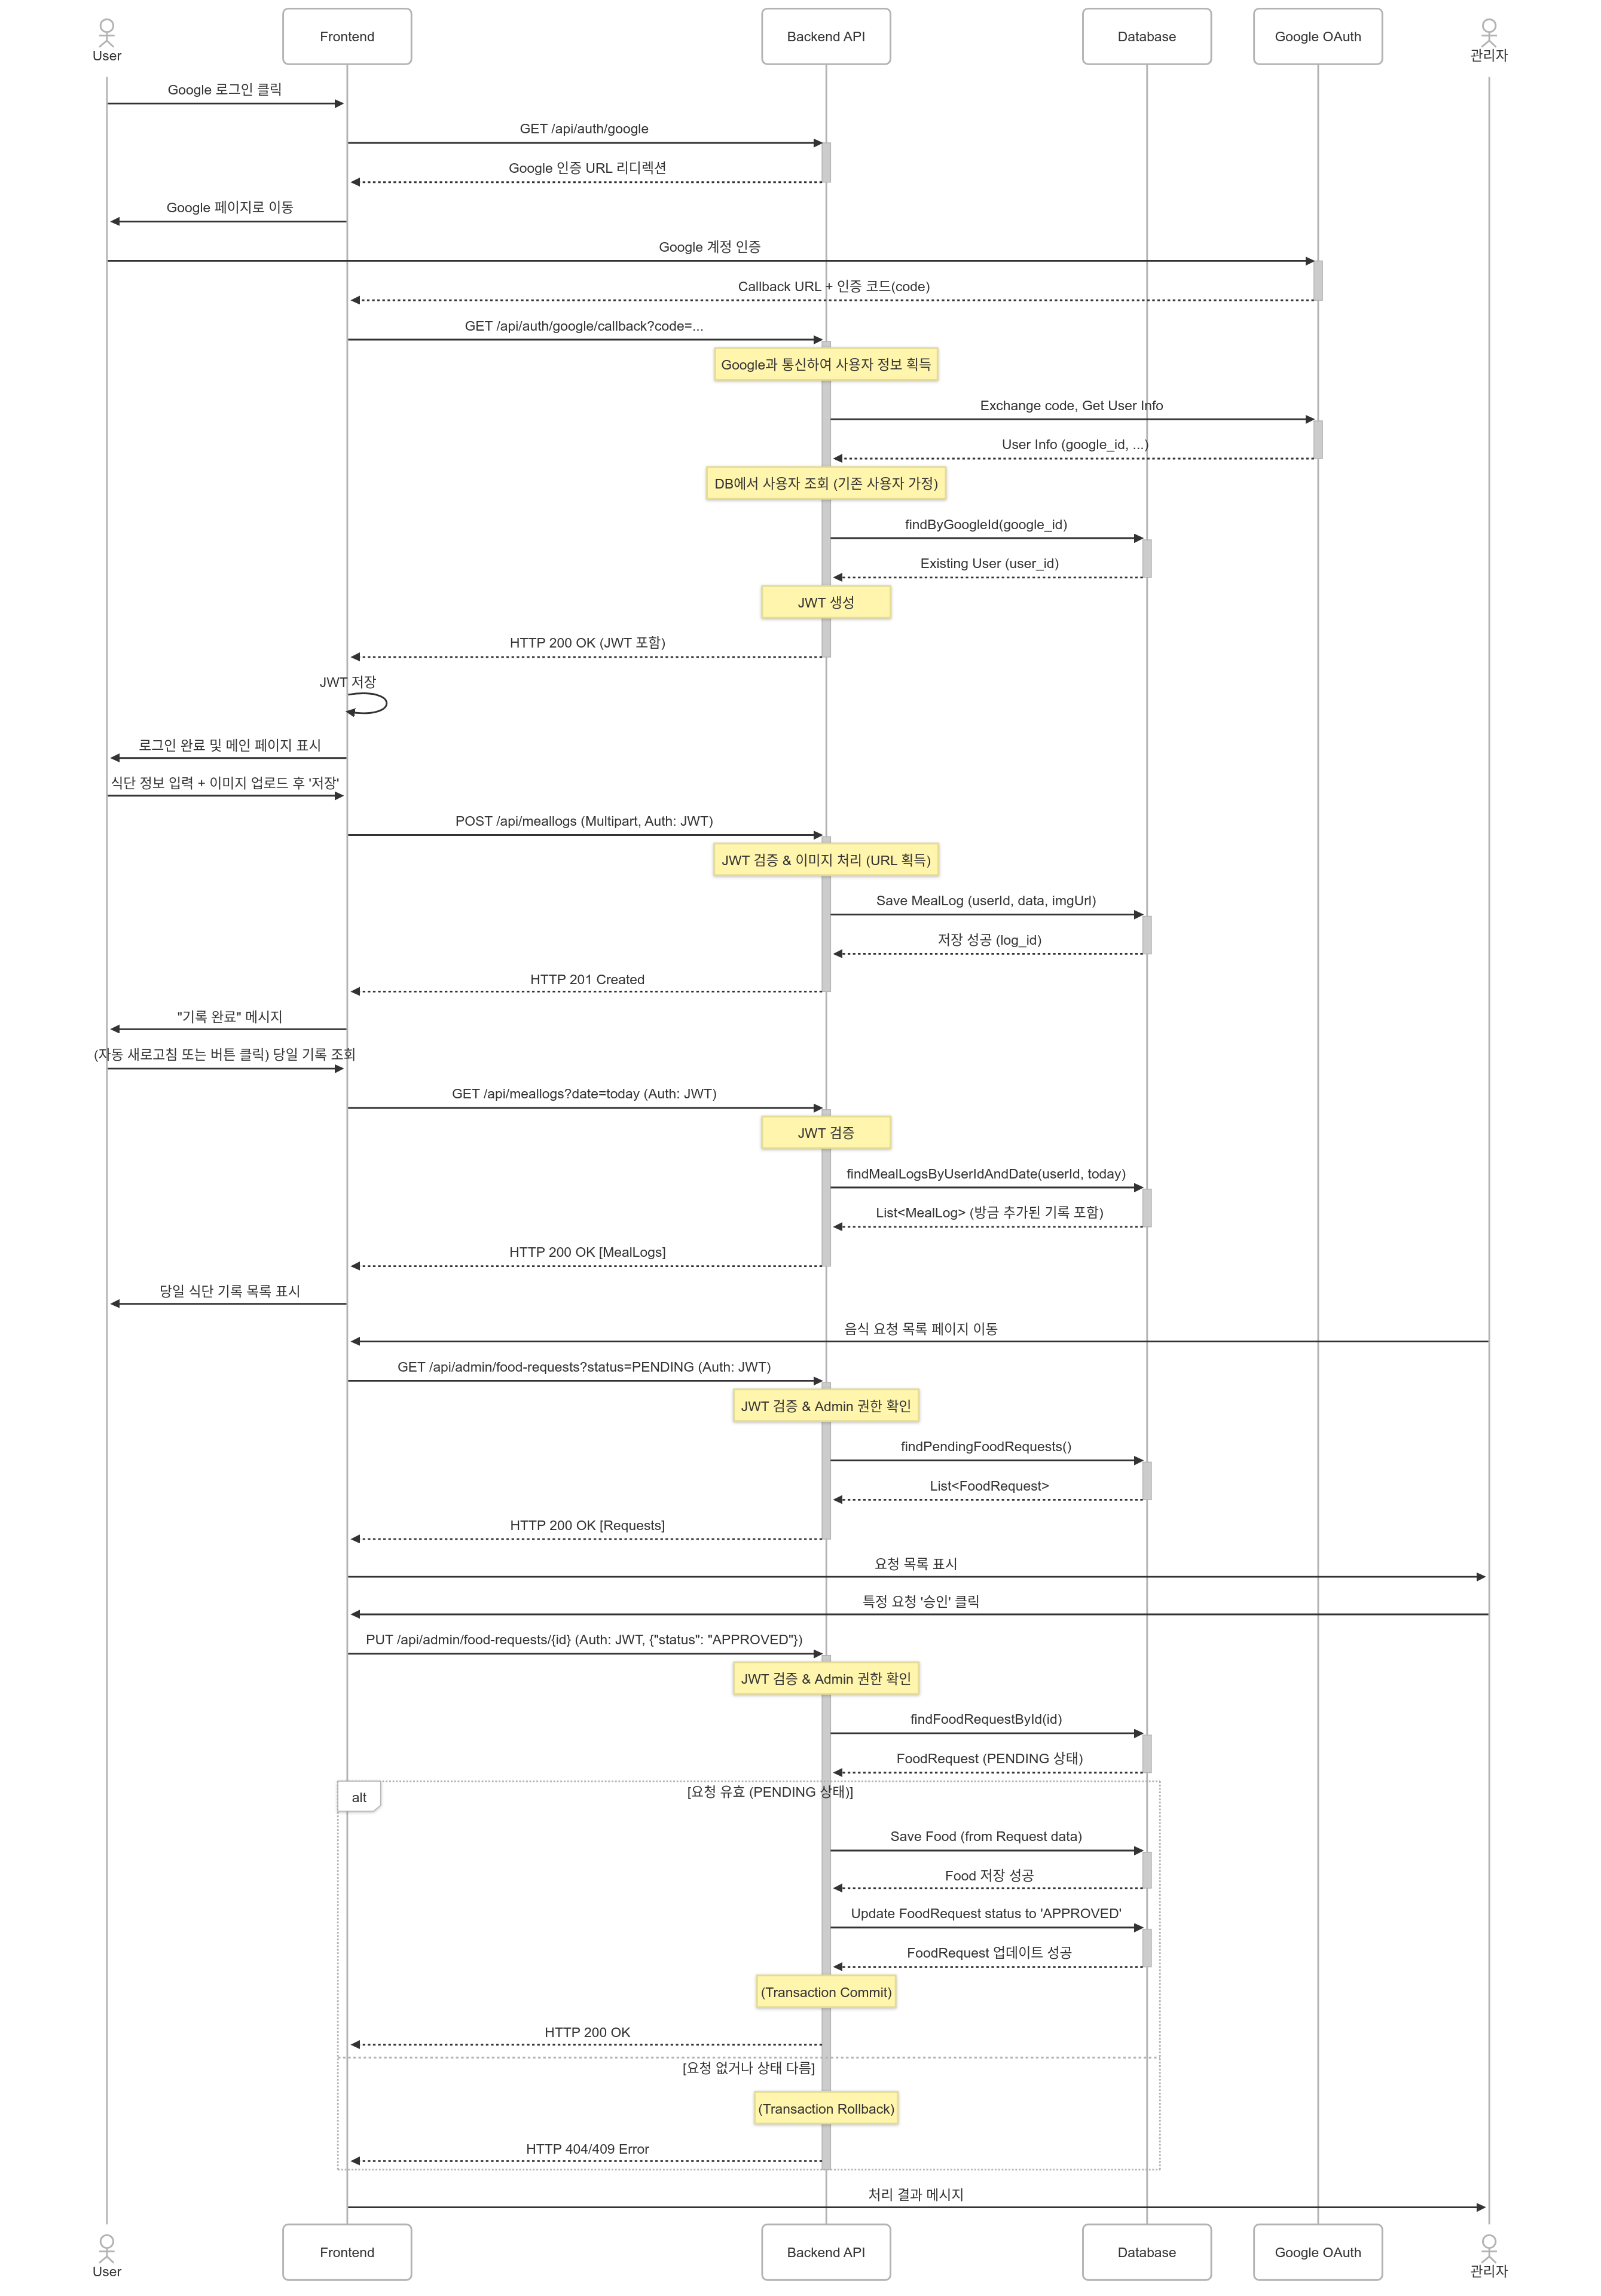 User
Frontend
Backend API
Database
Google OAuth
관리자
Google 로그인 클릭
GET /api/auth/google
Google 인증 URL 리디렉션
Google 페이지로 이동
Google 계정 인증
Callback URL + 인증 코드(code)
GET /api/auth/google/callback?code=...
Google과 통신하여 사용자 정보 획득
Exchange code, Get User Info
User Info (google_id, ...)
DB에서 사용자 조회 (기존 사용자 가정)
findByGoogleId(google_id)
Existing User (user_id)
JWT 생성
HTTP 200 OK (JWT 포함)
JWT 저장
로그인 완료 및 메인 페이지 표시
식단 정보 입력 + 이미지 업로드 후 '저장'
POST /api/meallogs (Multipart, Auth: JWT)
JWT 검증 & 이미지 처리 (URL 획득)
Save MealLog (userId, data, imgUrl)
저장 성공 (log_id)
HTTP 201 Created
"기록 완료" 메시지
(자동 새로고침 또는 버튼 클릭) 당일 기록 조회
GET /api/meallogs?date=today (Auth: JWT)
JWT 검증
findMealLogsByUserIdAndDate(userId, today)
List<MealLog> (방금 추가된 기록 포함)
HTTP 200 OK [MealLogs]
당일 식단 기록 목록 표시
음식 요청 목록 페이지 이동
GET /api/admin/food-requests?status=PENDING (Auth: JWT)
JWT 검증 & Admin 권한 확인
findPendingFoodRequests()
List<FoodRequest>
HTTP 200 OK [Requests]
요청 목록 표시
특정 요청 '승인' 클릭
PUT /api/admin/food-requests/{id} (Auth: JWT, {"status": "APPROVED"})
JWT 검증 & Admin 권한 확인
findFoodRequestById(id)
FoodRequest (PENDING 상태)
alt
[요청 유효 (PENDING 상태)]
Save Food (from Request data)
Food 저장 성공
Update FoodRequest status to 'APPROVED'
FoodRequest 업데이트 성공
(Transaction Commit)
HTTP 200 OK
[요청 없거나 상태 다름]
(Transaction Rollback)
HTTP 404/409 Error
처리 결과 메시지
User
Frontend
Backend API
Database
Google OAuth
관리자